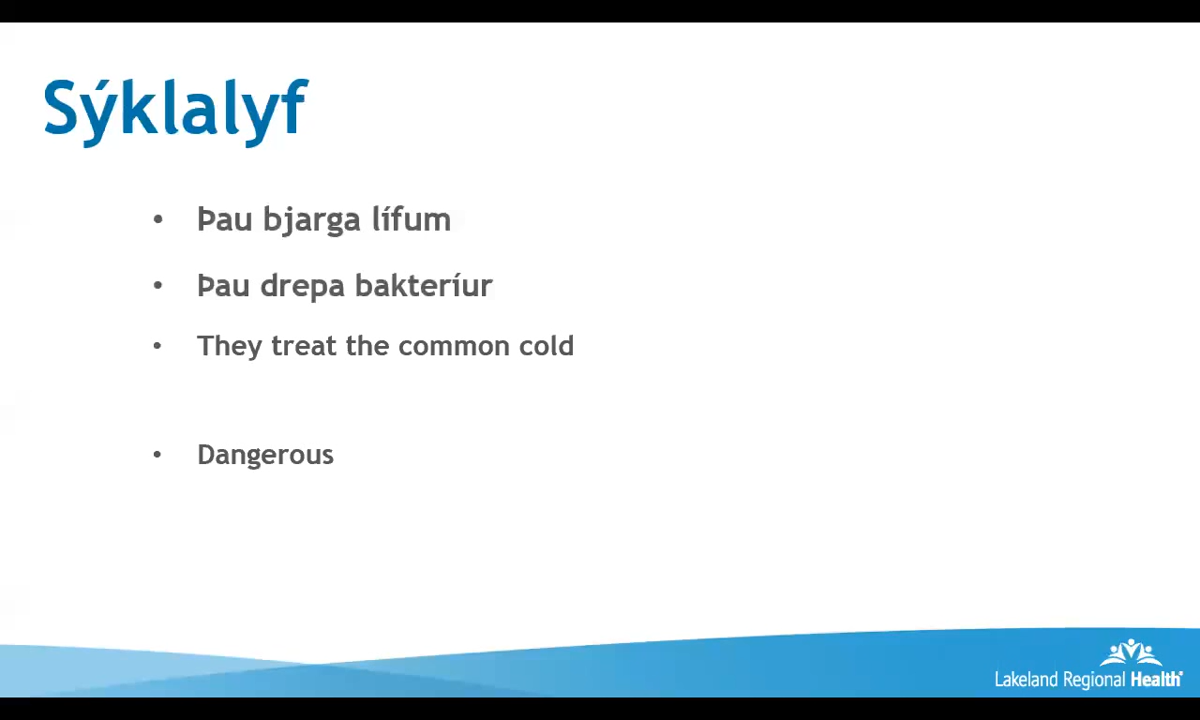 Sýklalyf
• Þau bjarga lífum
• Þau drepa bakteríur
• They treat the common cold
• Dangerous
Lakeland Regional Health